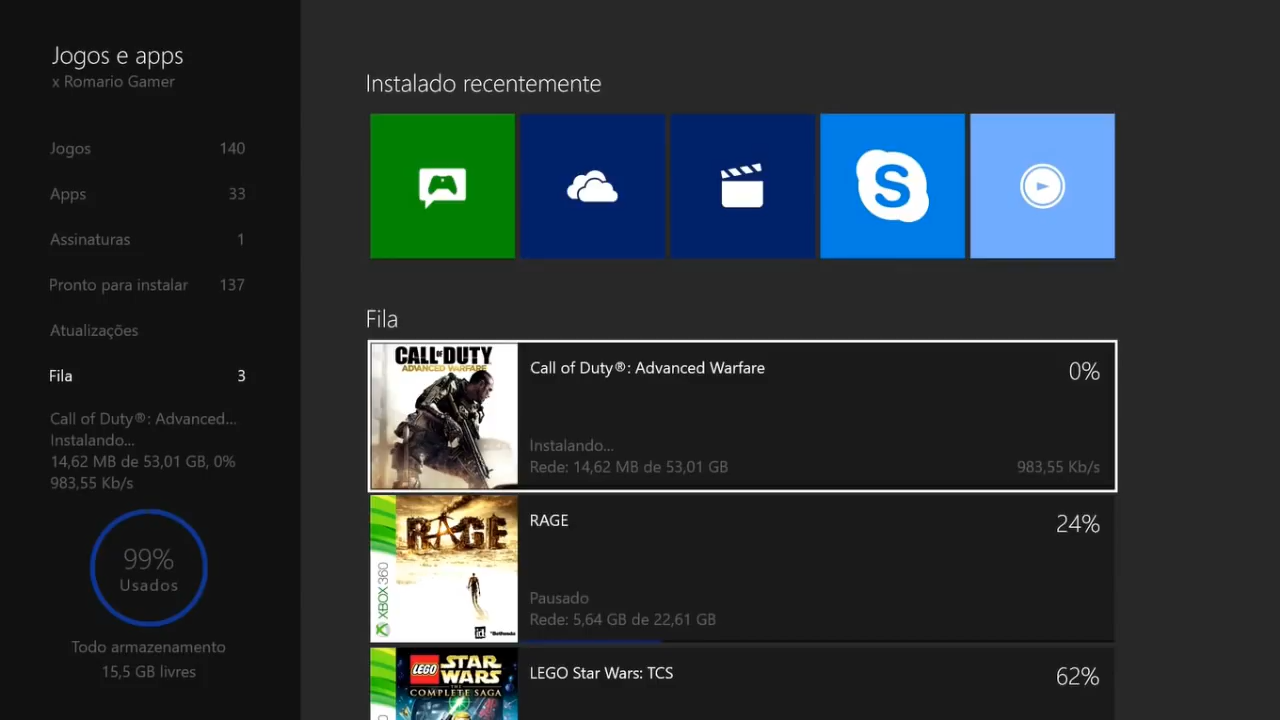 Jogos e apps
x Romario Gamer
Jogos 140
Apps 33
Assinaturas 1
Pronto para instalar 137
Atualizações
Fila 3
Call of Duty®: Advanced...
Instalando...
14,62 MB de 53,01 GB, 0%
983,55 Kb/s
99%
Usados
Todo armazenamento
15,5 GB livres
Instalado recentemente
S
Fila
CALL OF DUTY
ADVANCED WARFARE
Call of Duty®: Advanced Warfare 0%
Instalando...
Rede: 14,62 MB de 53,01 GB 983,55 Kb/s
XBOX 360
RAGE
id
Bethesda
RAGE 24%
Pausado
Rede: 5,64 GB de 22,61 GB
LEGO STAR WARS
THE
COMPLETE SAGA
LEGO Star Wars: TCS 62%